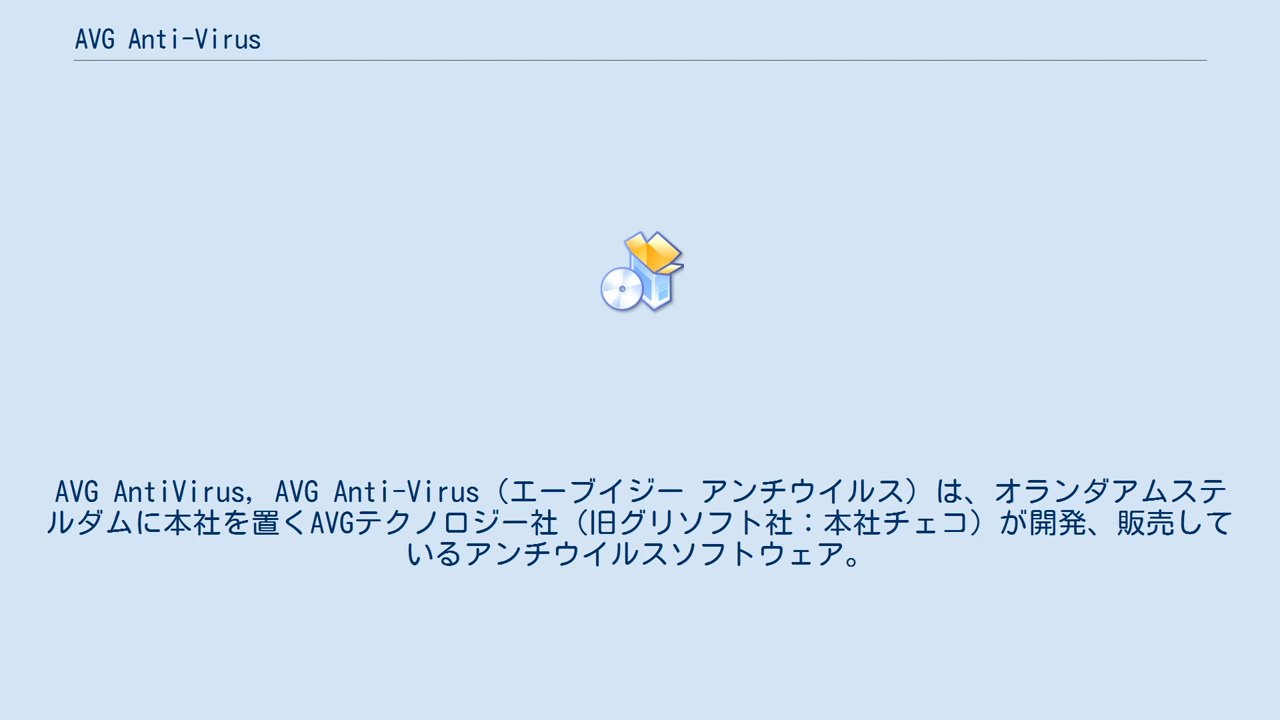 AVG Anti-Virus
AVG AntiVirus, AVG Anti-Virus（エーブイジー アンチウイルス）は、オランダアムステ
ルダムに本社を置くAVGテクノロジー社（旧グリソフト社：本社チェコ）が開発、販売して
いるアンチウイルスソフトウェア。